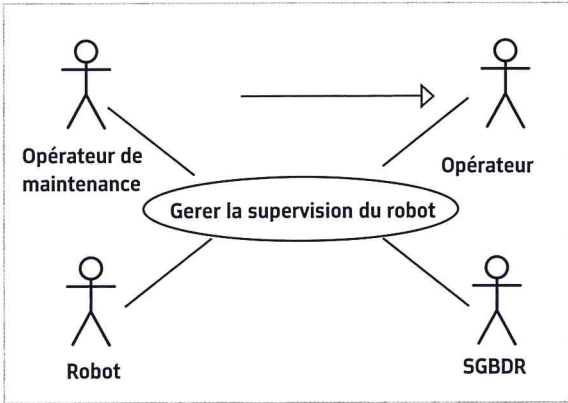 Opérateur de
maintenance
Opérateur
Gerer la supervision du robot
Robot
SGBDR